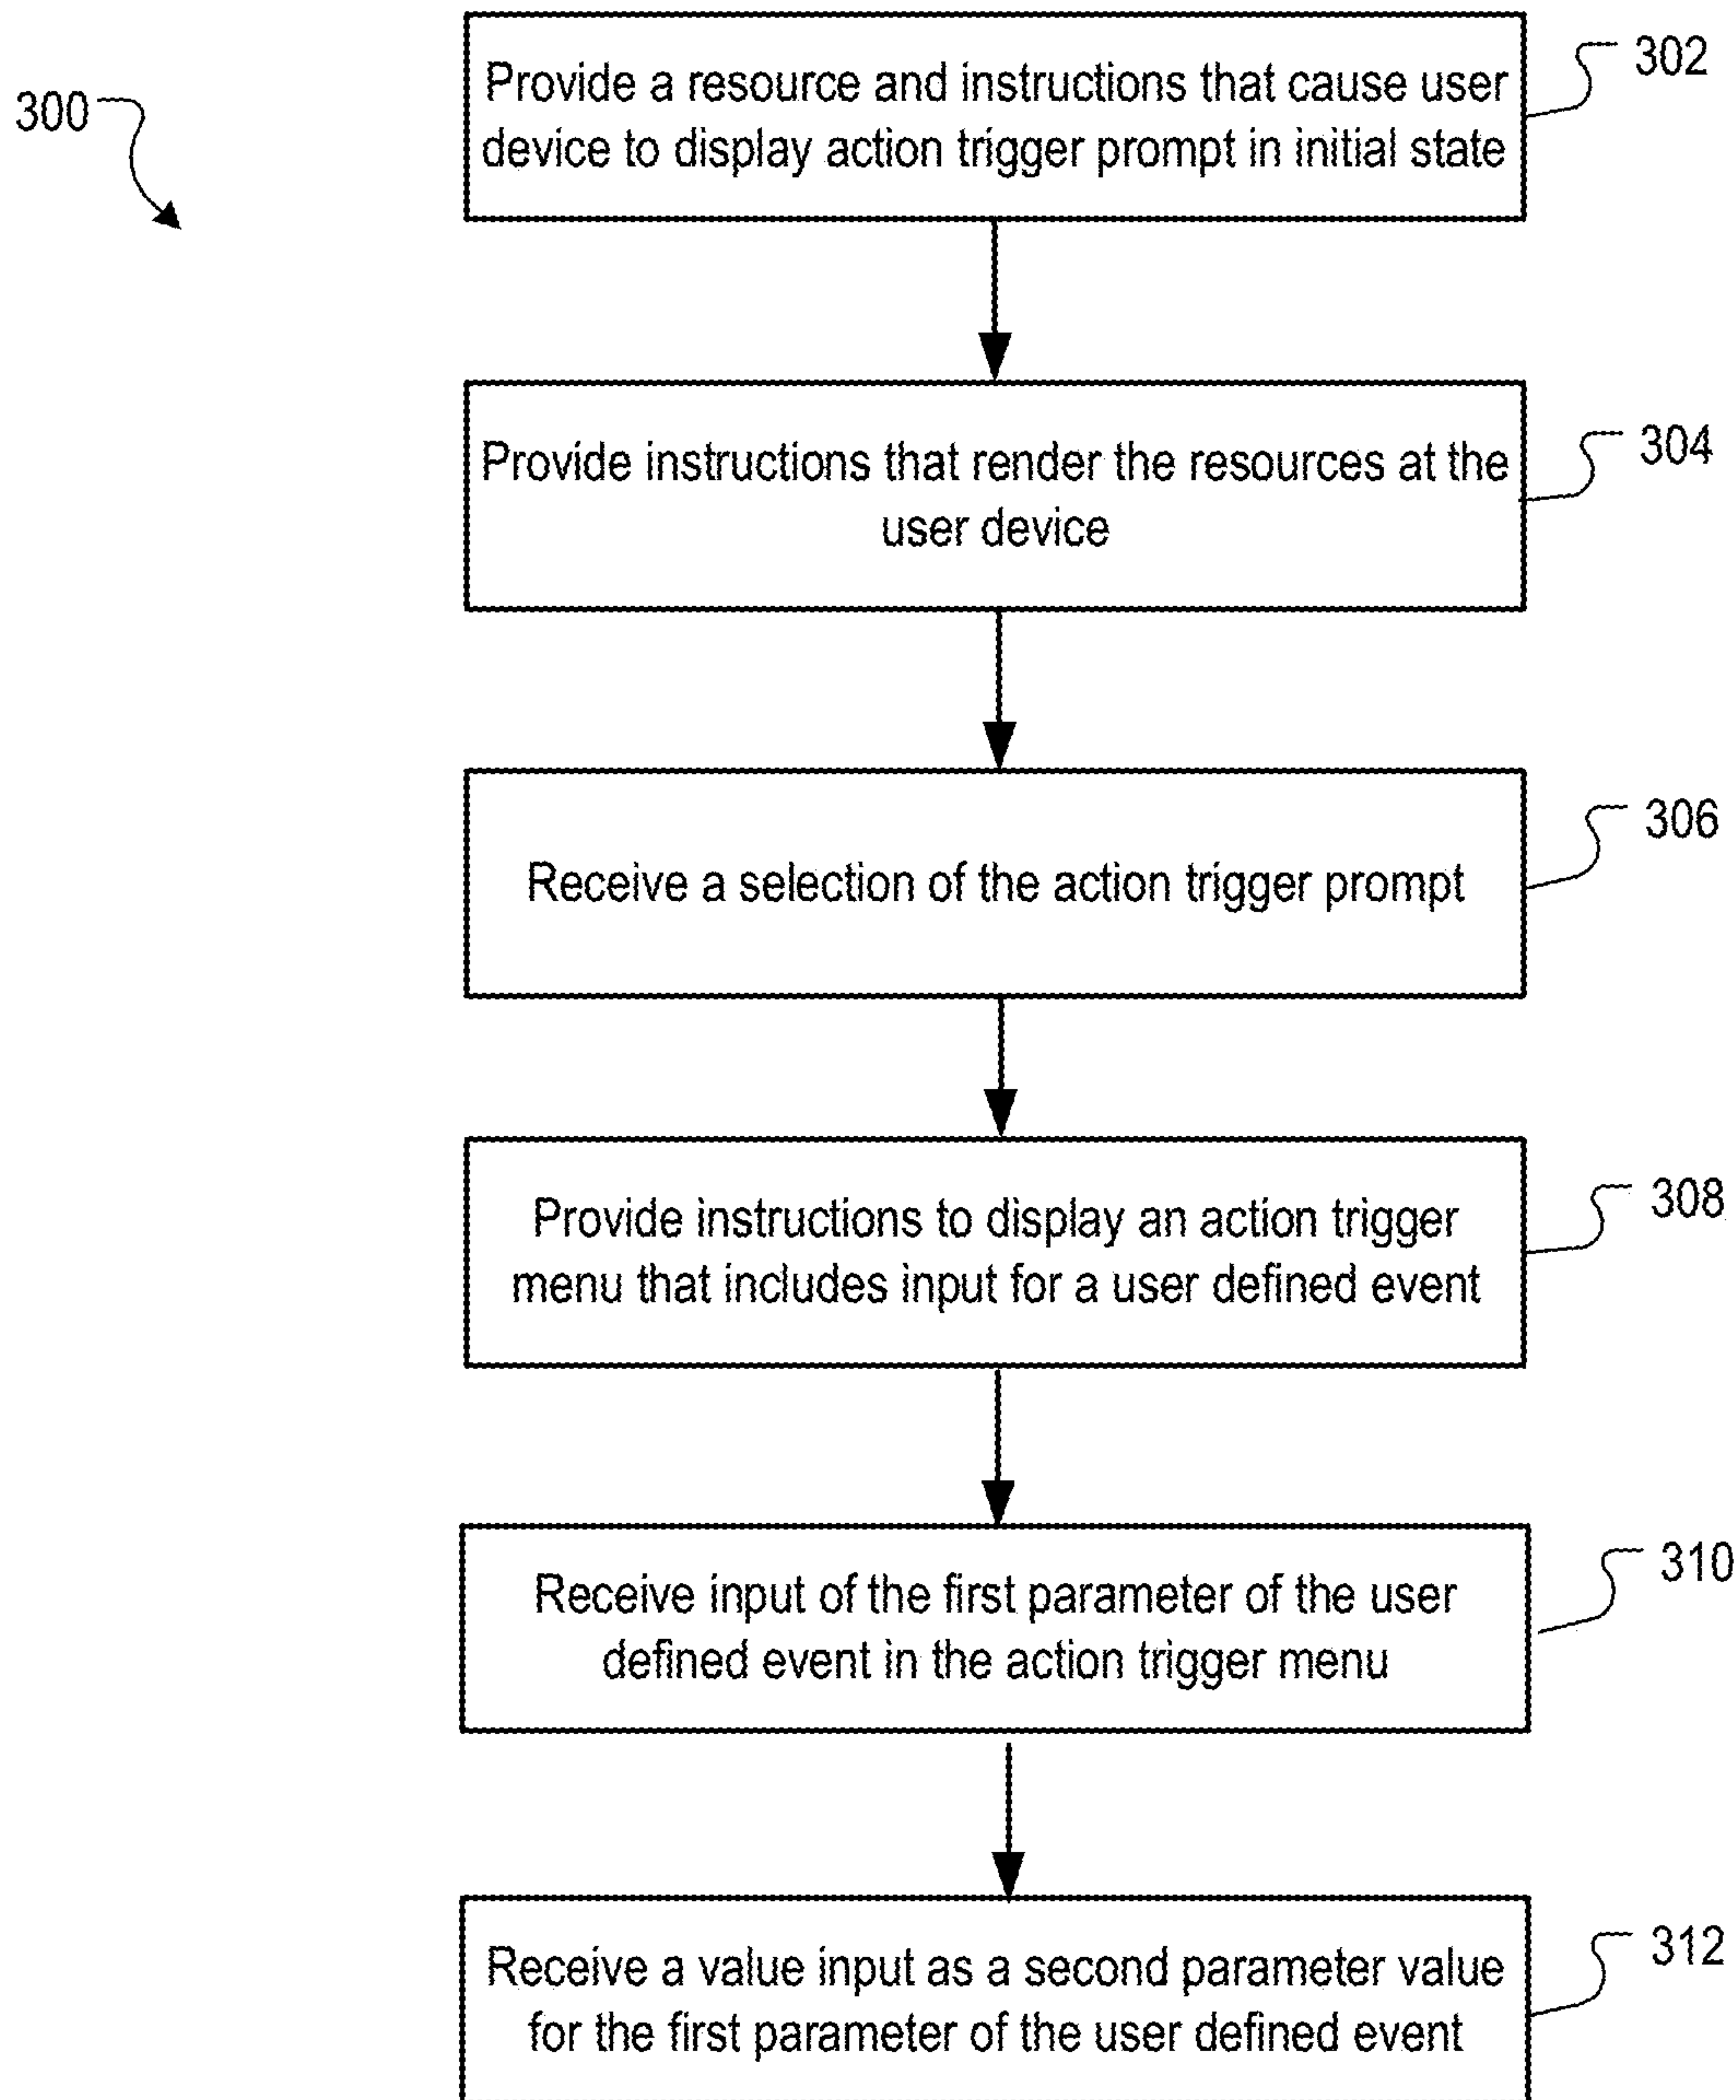 302
Provide a resource and instructions that cause user
device to display action trigger prompt in initial state
300
304
Provide instructions that render the resources at the
user device
306
Receive a selection of the action trigger prompt
308
Provide instructions to display an action trigger
menu that includes input for a user defined event
310
Receive input of the first parameter of the user
defined event in the action trigger menu
312
Receive a value input as a second parameter value
for the first parameter of the user defined event